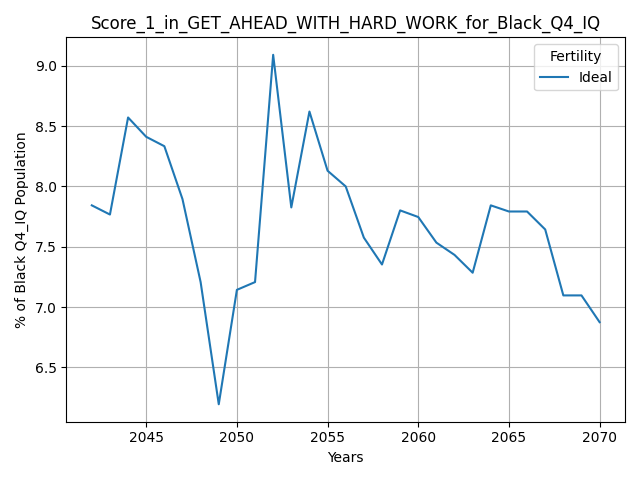 Score_1_in_GET_AHEAD_WITH_HARD_WORK_for_Black_Q4_IQ
Fertility
Ideal
% of Black Q4_IQ Population
9.0
8.5
8.0
7.5
7.0
6.5
2045 2050 2055 2060 2065 2070
Years